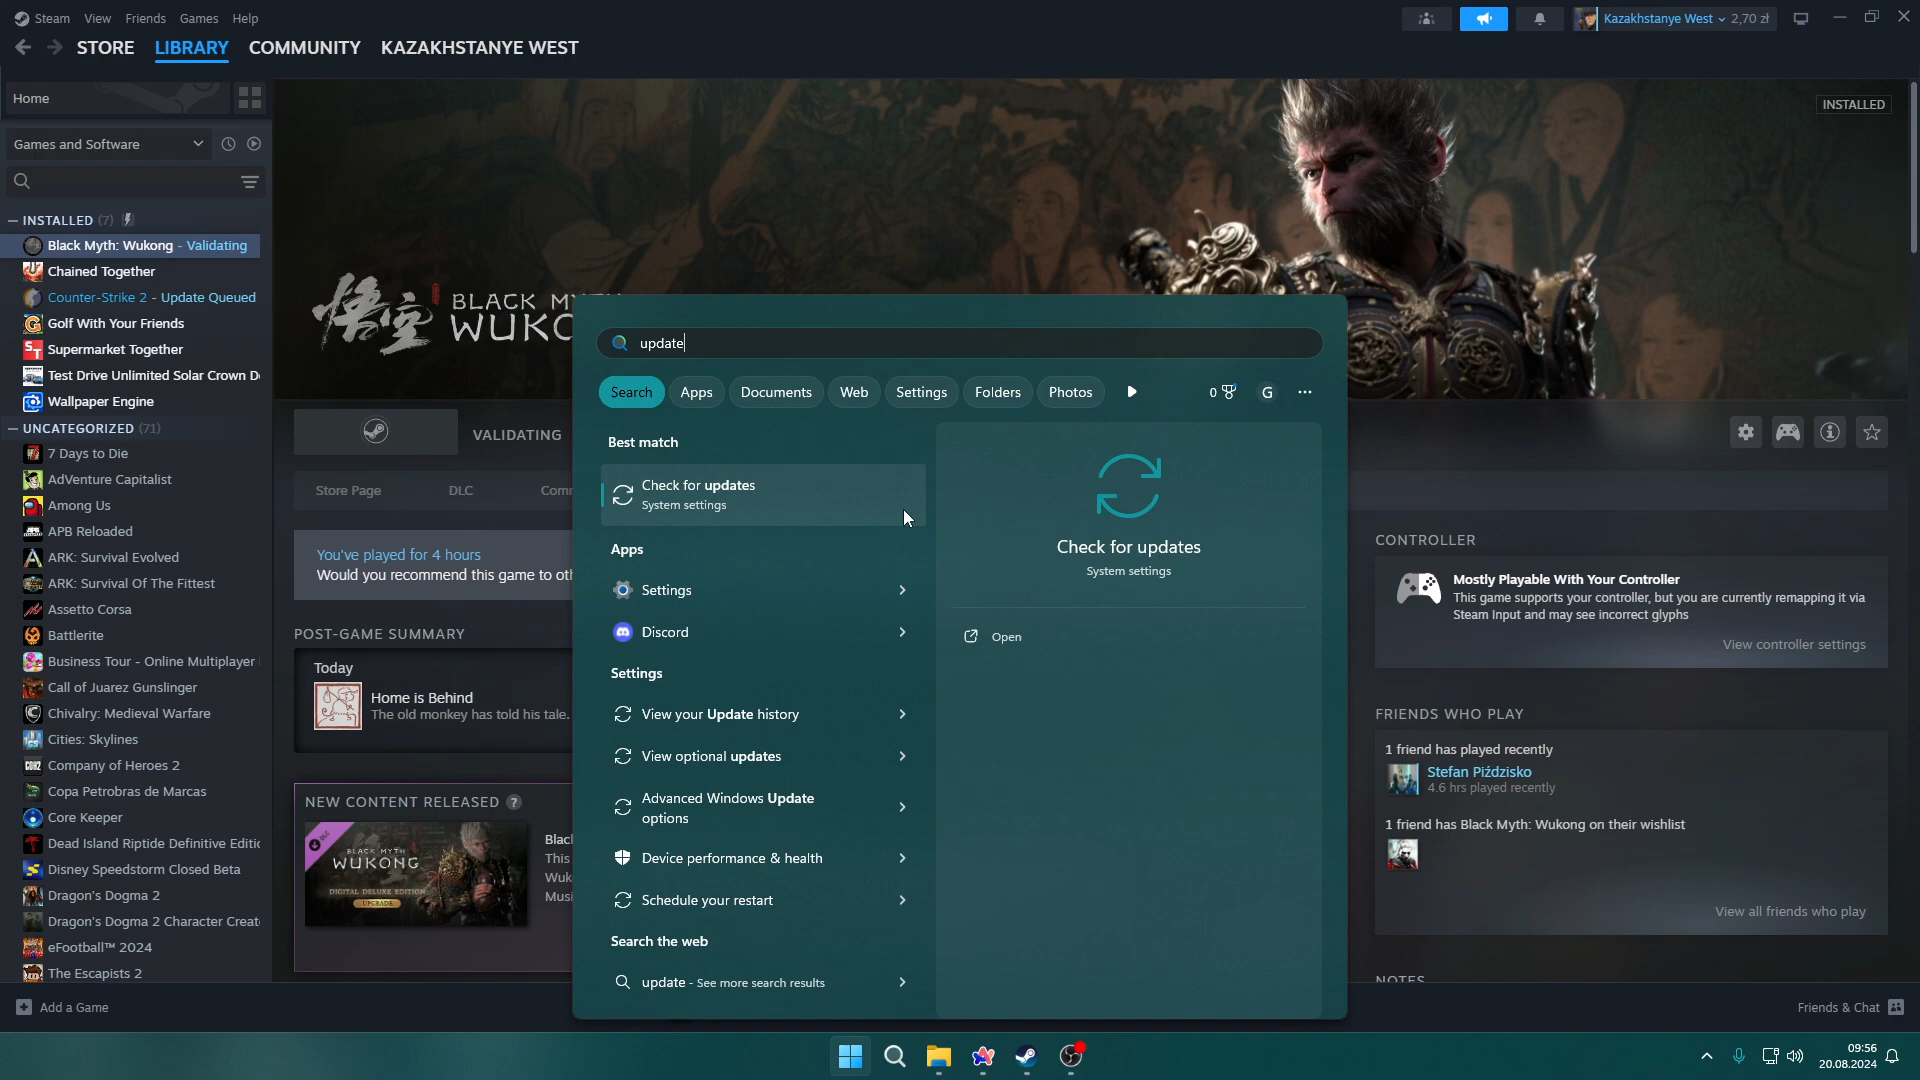 Steam View Friends Games Help
Kazakhstanye West 2,70 zł
STORE LIBRARY COMMUNITY KAZAKHSTANYE WEST
Home
INSTALLED
Games and Software
INSTALLED (7)
Black Myth: Wukong - Validating
Chained Together
Counter-Strike 2 - Update Queued
Golf With Your Friends
Supermarket Together
Test Drive Unlimited Solar Crown D
Wallpaper Engine
UNCATEGORIZED (71)
7 Days to Die
AdVenture Capitalist
Among Us
APB Reloaded
ARK: Survival Evolved
ARK: Survival Of The Fittest
Assetto Corsa
Battlerite
Business Tour - Online Multiplayer
Call of Juarez Gunslinger
Chivalry: Medieval Warfare
Cities: Skylines
Company of Heroes 2
Copa Petrobras de Marcas
Core Keeper
Dead Island Riptide Definitive Editic
Disney Speedstorm Closed Beta
Dragon's Dogma 2
Dragon's Dogma 2 Character Creat
eFootball™ 2024
The Escapists 2
Add a Game
悟空
BLACK MY
WUKO
VALIDATING
Store Page DLC Comm
You've played for 4 hours
Would you recommend this game to oth
POST-GAME SUMMARY
Today
Home is Behind
The old monkey has told his tale.
NEW CONTENT RELEASED ?
BLACK MYTH
WUKONG
DIGITAL DELUXE EDITION
UPGRADE
Blac
This
Wuk
Musi
update
Search Apps Documents Web Settings Folders Photos
0 G
Best match
Check for updates
System settings
Apps
Settings
Discord
Settings
View your Update history
View optional updates
Advanced Windows Update
options
Device performance & health
Schedule your restart
Search the web
update - See more search results
Check for updates
System settings
Open
CONTROLLER
Mostly Playable With Your Controller
This game supports your controller, but you are currently remapping it via
Steam Input and may see incorrect glyphs
View controller settings
FRIENDS WHO PLAY
1 friend has played recently
Stefan Piździsko
4.6 hrs played recently
1 friend has Black Myth: Wukong on their wishlist
View all friends who play
NOTES
Friends & Chat
09:56
20.08.2024